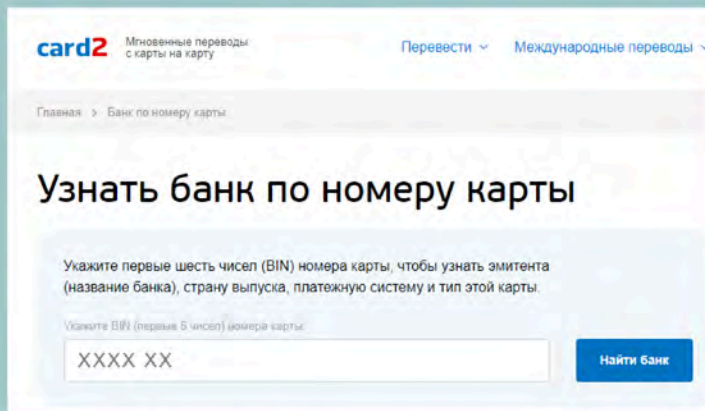 card2
Мгновенные переводы
с карты на карту
Перевести
Международные переводы
Главная > Банк по номеру карты
Узнать банк по номеру карты
Укажите первые шесть чисел (BIN) номера карты, чтобы узнать эмитента
(название банка), страну выпуска, платежную систему и тип этой карты.
Укажите BIN (первые 6 чисел) номера карты
XXXX XX
Найти банк